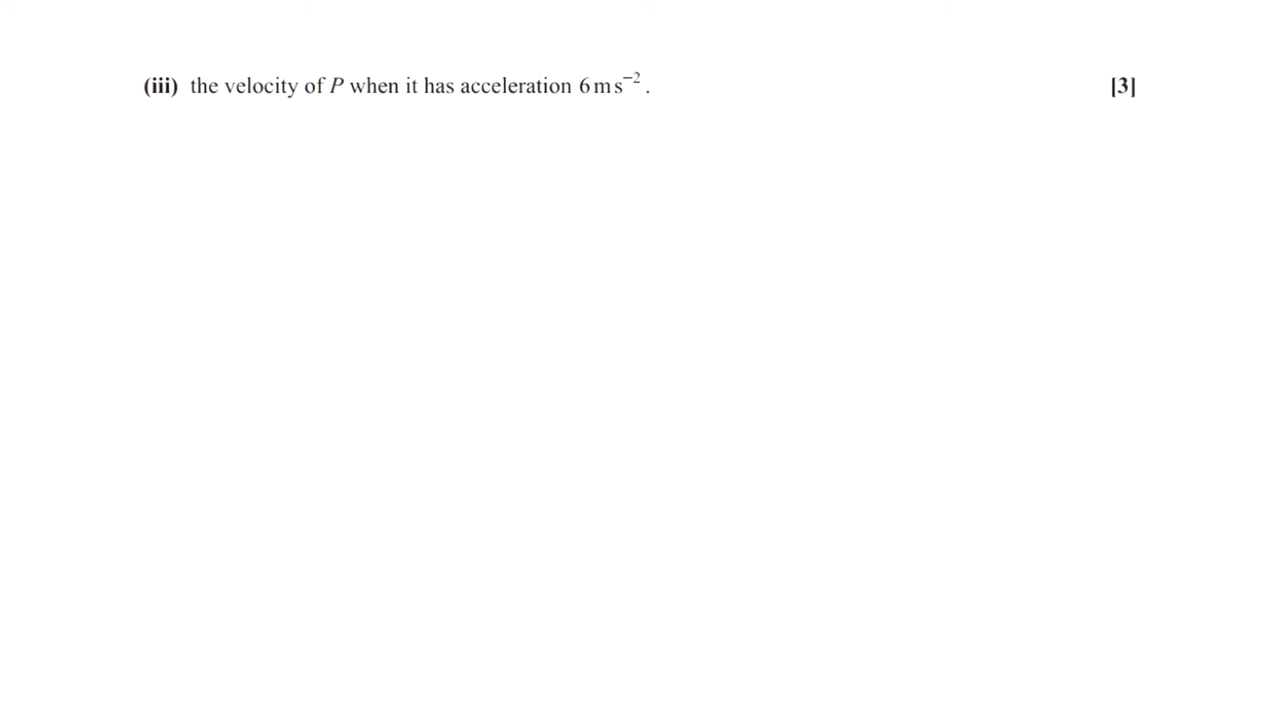 (iii) the velocity of P when it has acceleration 6 m s⁻². [3]